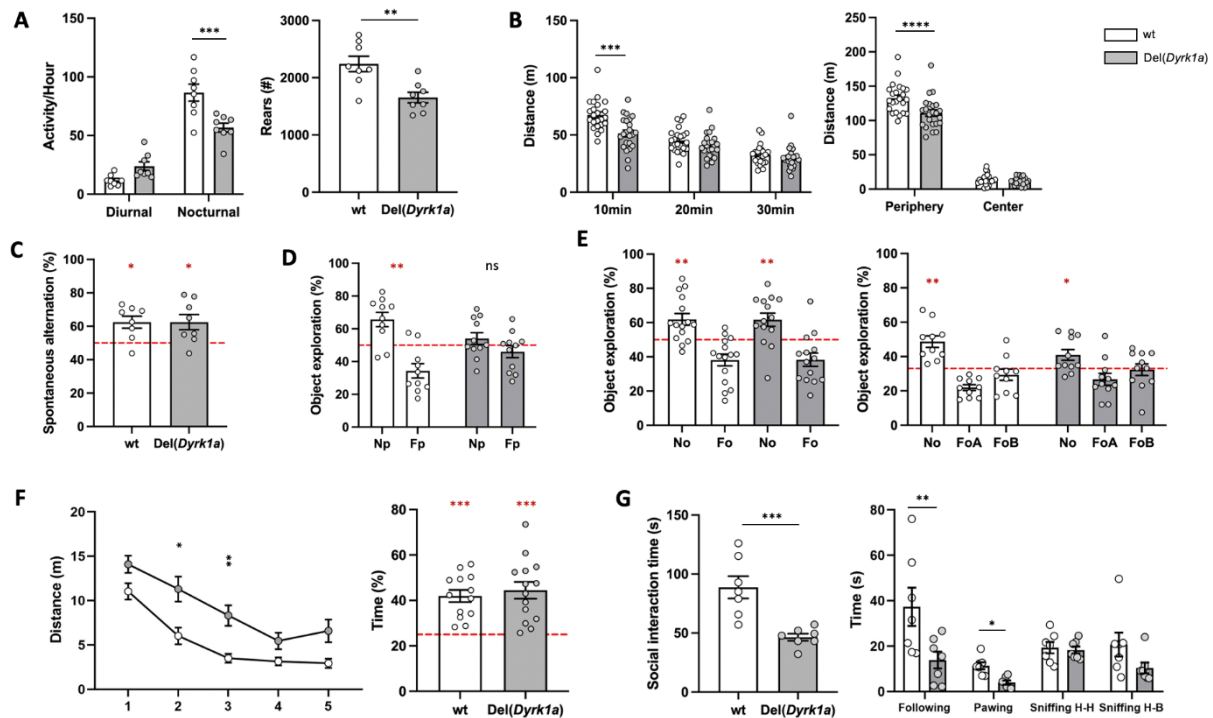 A
Activity/Hour
150
100
50
0
***
Diurnal
Nocturnal
Rears (#)
3000
2000
1000
0
**
wt
Del(Dyrk1a)
B
Distance (m)
150
100
50
0
***
10min
20min
30min
Distance (m)
250
200
150
100
50
0
****
Periphery
Center
wt
Del(Dyrk1a)
C
Spontaneous alternation (%)
100
80
60
40
20
0
*
*
wt
Del(Dyrk1a)
D
Object exploration (%)
100
80
60
40
20
0
**
ns
Np
Fp
Np
Fp
E
Object exploration (%)
100
80
60
40
20
0
**
**
No
Fo
No
Fo
Object exploration (%)
100
80
60
40
20
0
**
*
No
FoA
FoB
No
FoA
FoB
F
Distance (m)
20
15
10
5
0
*
**
1
2
3
4
5
Time (%)
80
60
40
20
0
***
***
wt
Del(Dyrk1a)
G
Social interaction time (s)
150
100
50
0
***
wt
Del(Dyrk1a)
Time (s)
80
60
40
20
0
**
*
Following
Pawing
Sniffing H-H
Sniffing H-B